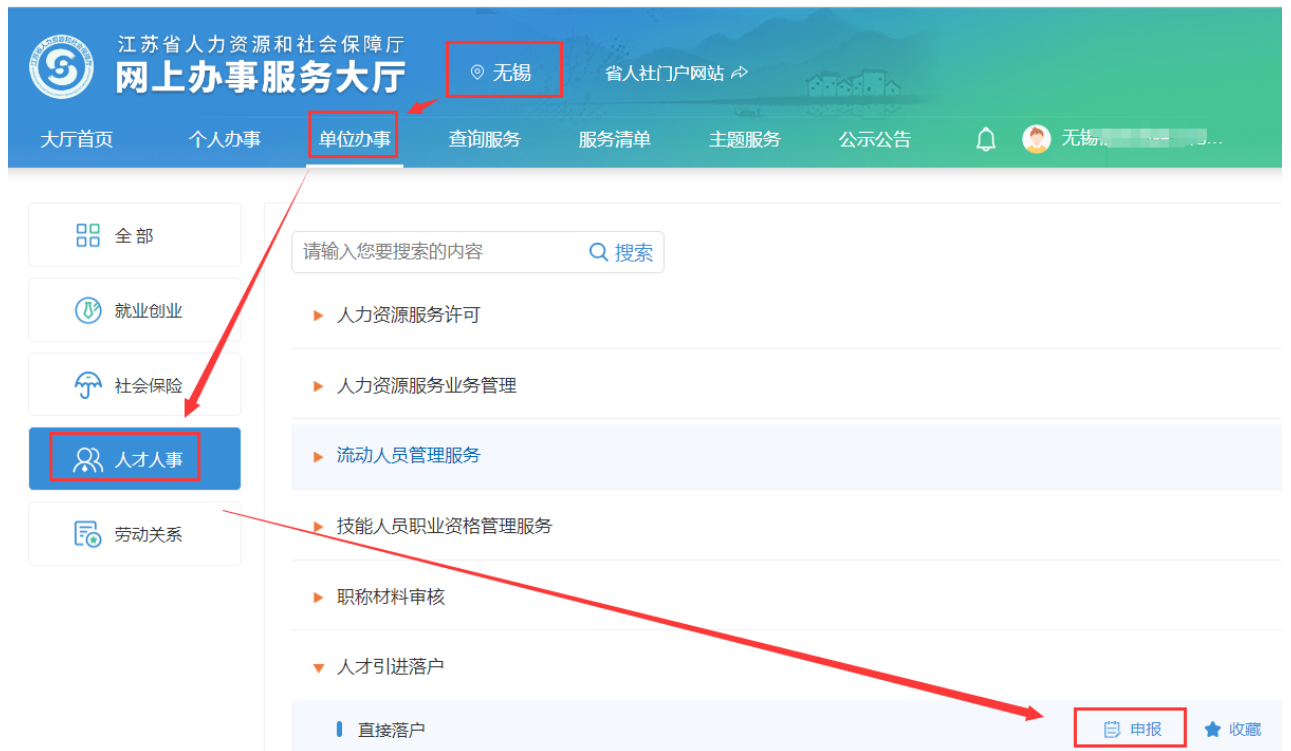 江苏省人力资源和社会保障厅
网上办事服务大厅
无锡
省人社门户网站
大厅首页 个人办事 单位办事 查询服务 服务清单 主题服务 公示公告 无锡
全部
就业创业
社会保险
人才人事
劳动关系
请输入您要搜索的内容 搜索
人力资源服务许可
人力资源服务业务管理
流动人员管理服务
技能人员职业资格管理服务
职称材料审核
人才引进落户
直接落户 申报 收藏